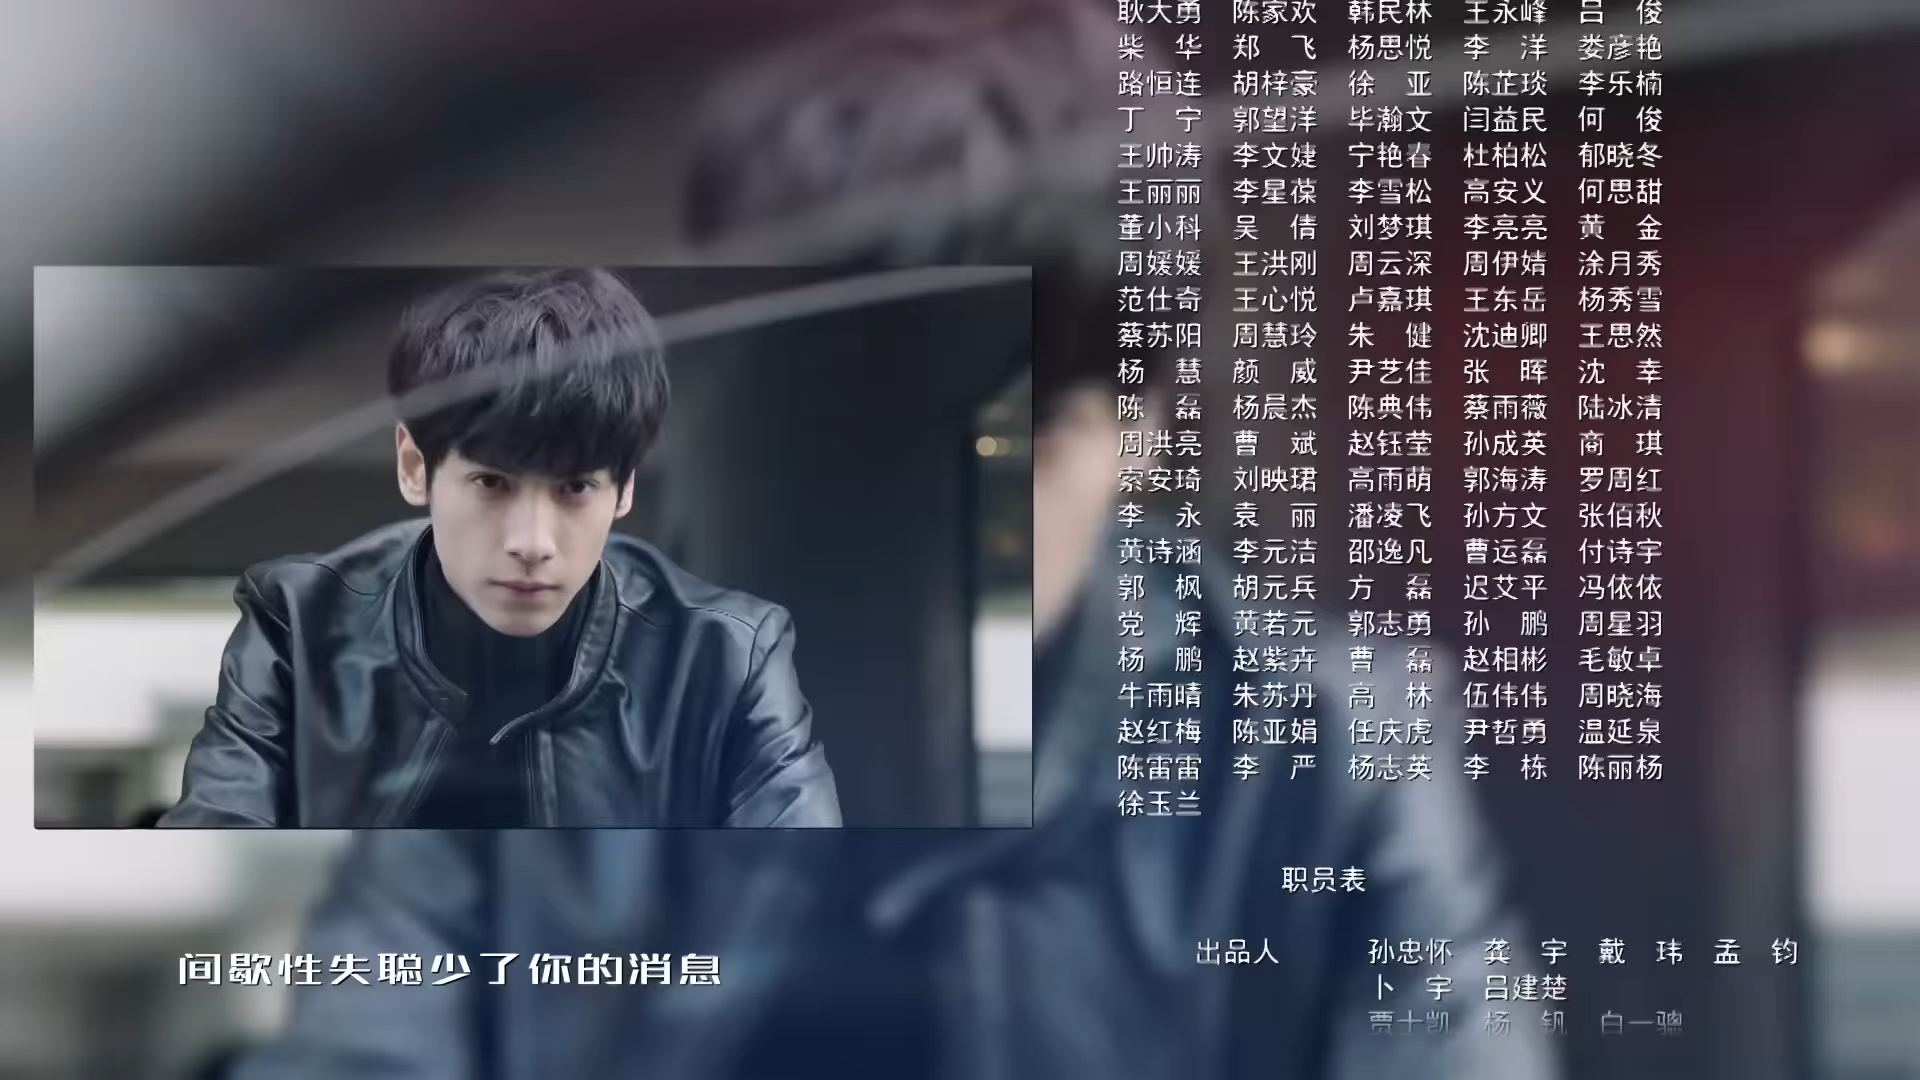 耿大勇 陈家欢 韩民林 王永峰 吕 俊
柴 华 郑 飞 杨思悦 李 洋 娄彦艳
路恒连 胡梓豪 徐 亚 陈芷琰 李乐楠
丁 宁 郭望洋 毕瀚文 闫益民 何 俊
王帅涛 李文婕 宁艳春 杜柏松 郁晓冬
王丽丽 李星葆 李雪松 高安义 何思甜
董小科 吴 倩 刘梦琪 李亮亮 黄 金
周媛媛 王洪刚 周云深 周伊婧 涂月秀
范仕奇 王心悦 卢嘉琪 王东岳 杨秀雪
蔡苏阳 周慧玲 朱 健 沈迪卿 王思然
杨 慧 颜 威 尹艺佳 张 晖 沈 幸
陈 磊 杨晨杰 陈典伟 蔡雨薇 陆冰清
周洪亮 曹 斌 赵钰莹 孙成英 商 琪
索安琦 刘映珺 高雨萌 郭海涛 罗周红
李 永 袁 丽 潘凌飞 孙方文 张佰秋
黄诗涵 李元洁 邵逸凡 曹运磊 付诗宇
郭 枫 胡元兵 方 磊 迟艾平 冯依依
党 辉 黄若元 郭志勇 孙 鹏 周星羽
杨 鹏 赵紫卉 曹 磊 赵相彬 毛敏卓
牛雨晴 朱苏丹 高 林 伍伟伟 周晓海
赵红梅 陈亚娟 任庆虎 尹哲勇 温延泉
陈雷雷 李 严 杨志英 李 栋 陈丽杨
徐玉兰
职员表
出品人 孙忠怀 龚 宇 戴 玮 孟 钧
卜 宇 吕建楚
贾士凯 杨 钒 白一骢
间歇性失聪少了你的消息